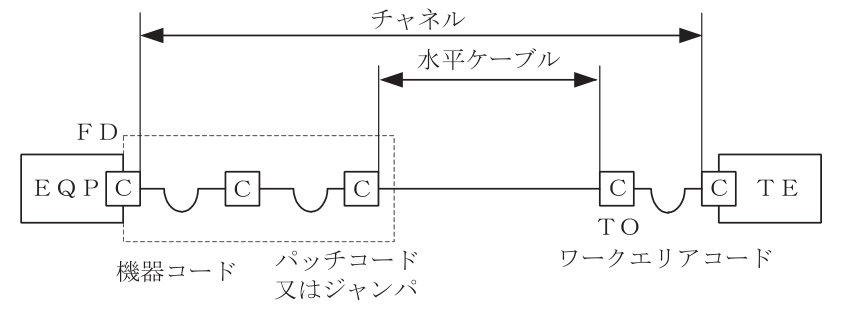 チャネル
水平ケーブル
ＦＤ
ＥＱＰ Ｃ Ｃ Ｃ Ｃ Ｃ ＴＥ
ＴＯ
機器コード
パッチコード
又はジャンパ
ワークエリアコード